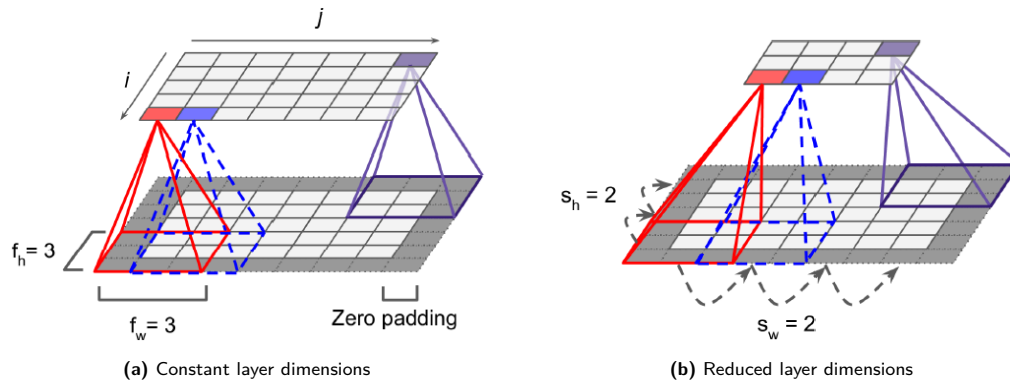 j
i
f_h = 3
f_w = 3
Zero padding
(a) Constant layer dimensions
s_h = 2
s_w = 2
(b) Reduced layer dimensions